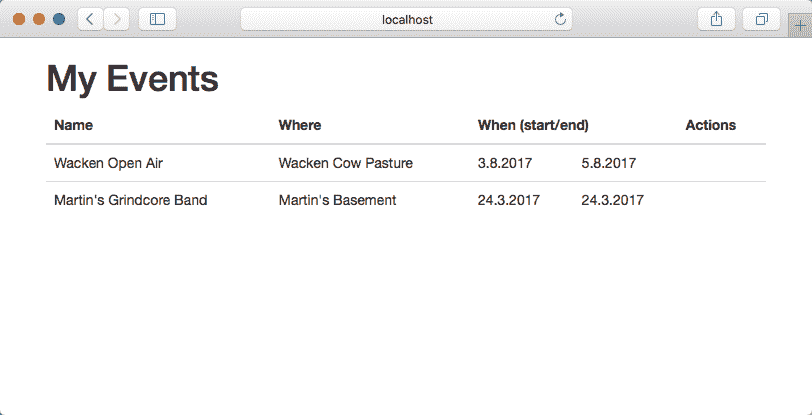 localhost
My Events
Name Where When (start/end) Actions
Wacken Open Air Wacken Cow Pasture 3.8.2017 5.8.2017
Martin's Grindcore Band Martin's Basement 24.3.2017 24.3.2017